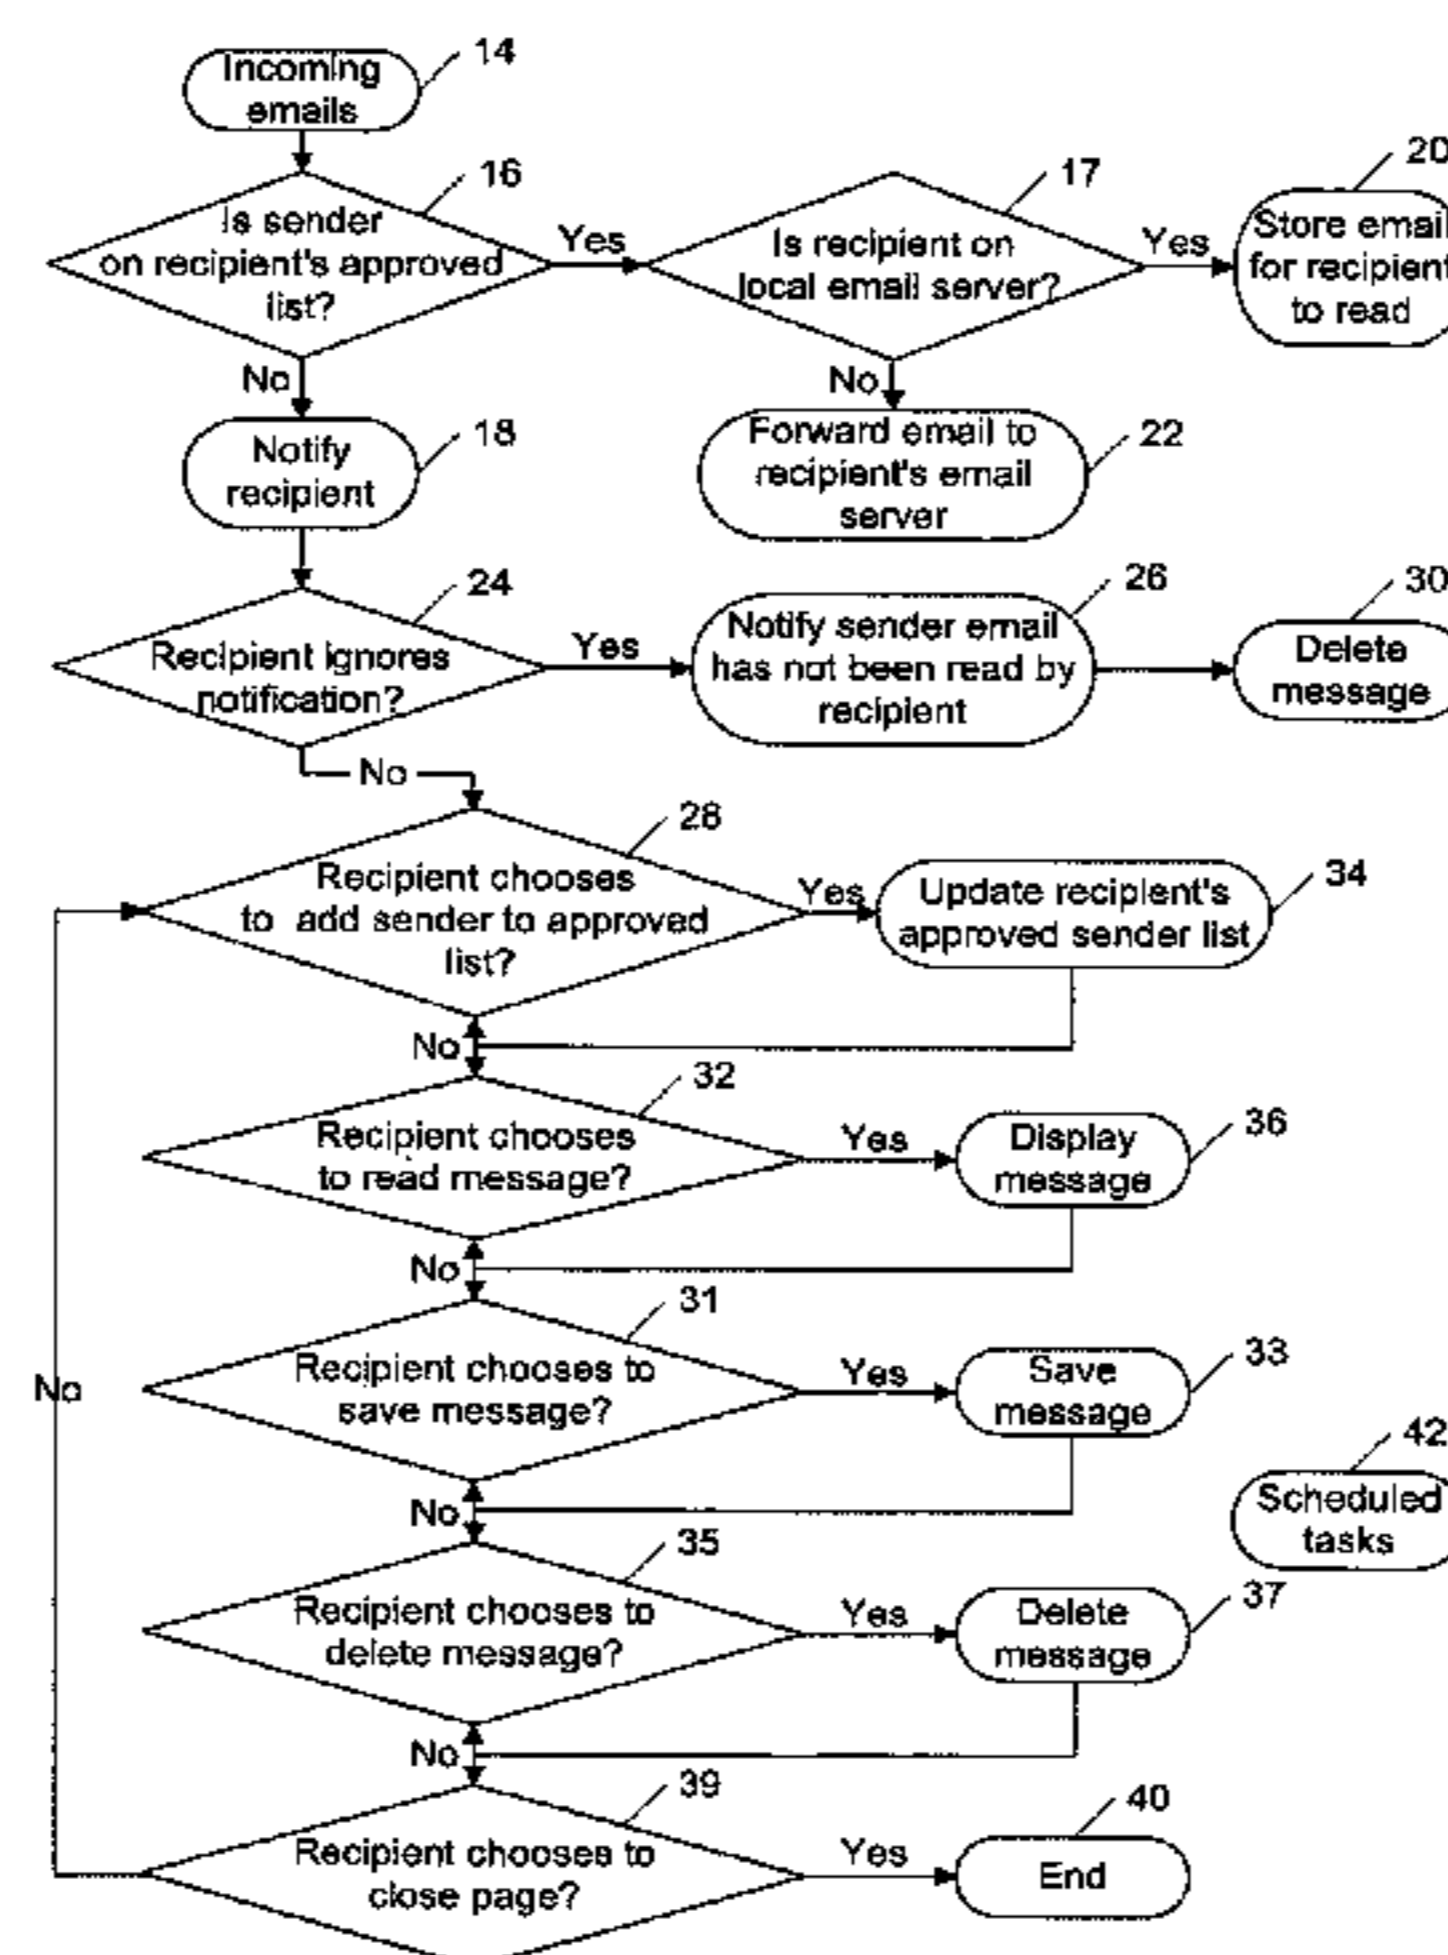 14
Incoming
emails
16
Is sender
on recipient's approved
list?
Yes
17
Is recipient on
local email server?
Yes
20
Store email
for recipient
to read
No
No
18
Notify
recipient
Forward email to
recipient's email
server
22
24
Recipient ignores
notification?
Yes
26
Notify sender email
has not been read by
recipient
30
Delete
message
No
28
Recipient chooses
to add sender to approved
list?
Yes
Update recipient's
approved sender list
34
No
32
Recipient chooses
to read message?
Yes
Display
message
36
No
31
Recipient chooses to
save message?
Yes
Save
message
33
No
42
Scheduled
tasks
No
35
Recipient chooses to
delete message?
Yes
Delete
message
37
No
39
Recipient chooses to
close page?
Yes
40
End